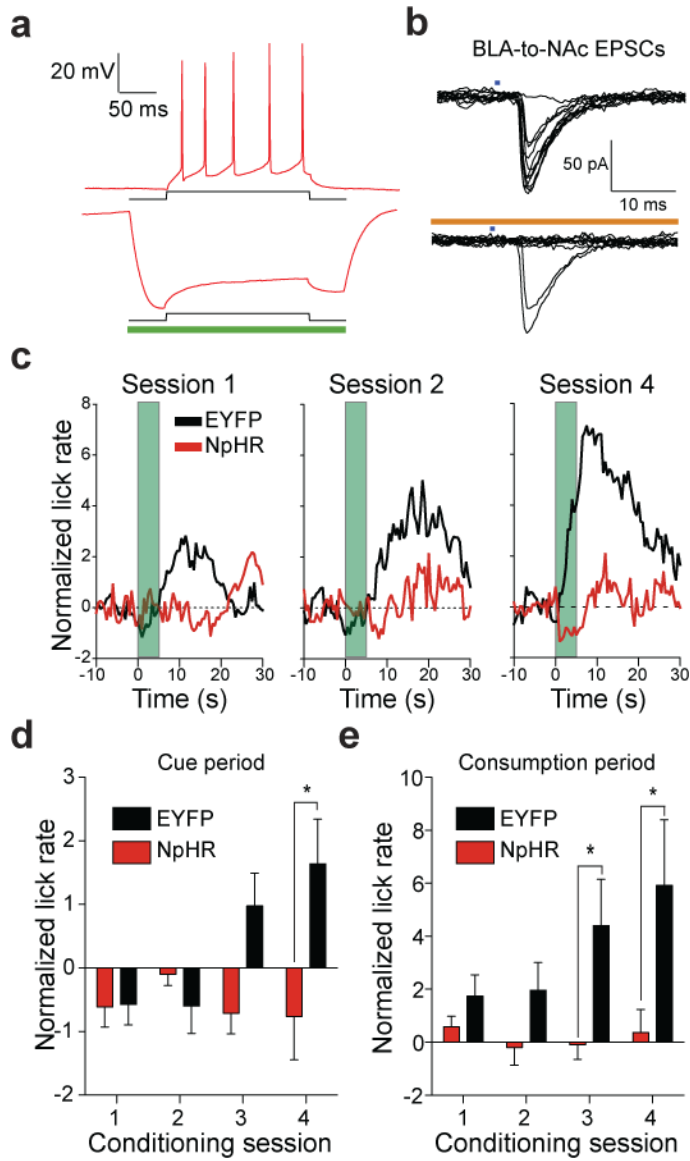 a
20 mV
50 ms
b
BLA-to-NAc EPSCs
50 pA
10 ms
c
Session 1
Session 2
Session 4
EYFP
NpHR
Normalized lick rate
8
6
4
2
0
-2
-10 0 10 20 30
-10 0 10 20 30
-10 0 10 20 30
Time (s)
Time (s)
Time (s)
d
Cue period
EYFP
NpHR
*
Normalized lick rate
3
2
1
0
-1
-2
1 2 3 4
Conditioning session
e
Consumption period
EYFP
NpHR
*
*
Normalized lick rate
10
8
6
4
2
0
-2
1 2 3 4
Conditioning session